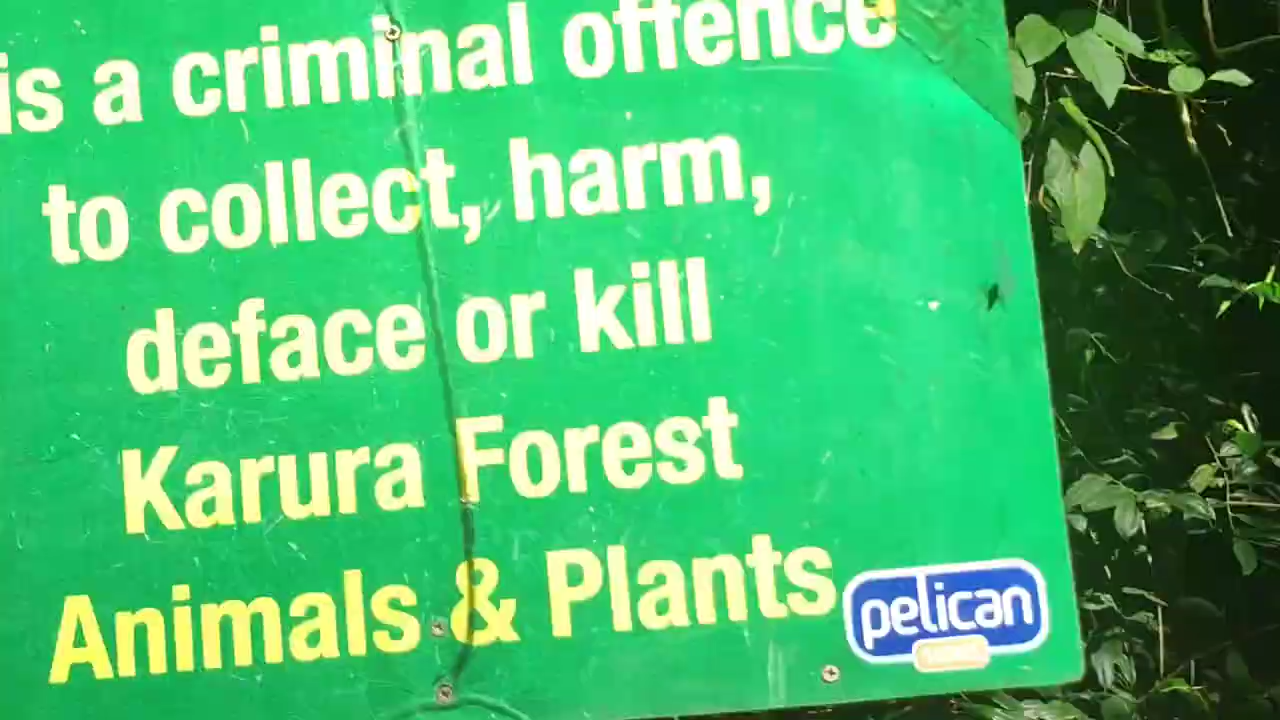 is a criminal offence
to collect, harm,
deface or kill
Karura Forest
Animals & Plants
pelican